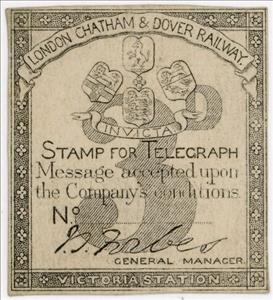 LONDON CHATHAM & DOVER RAILWAY.
INVICTA
STAMP FOR TELEGRAPH
Message accepted upon
the Company's conditions.
No
J. S. Forbes
GENERAL MANAGER.
VICTORIA STATION.
3